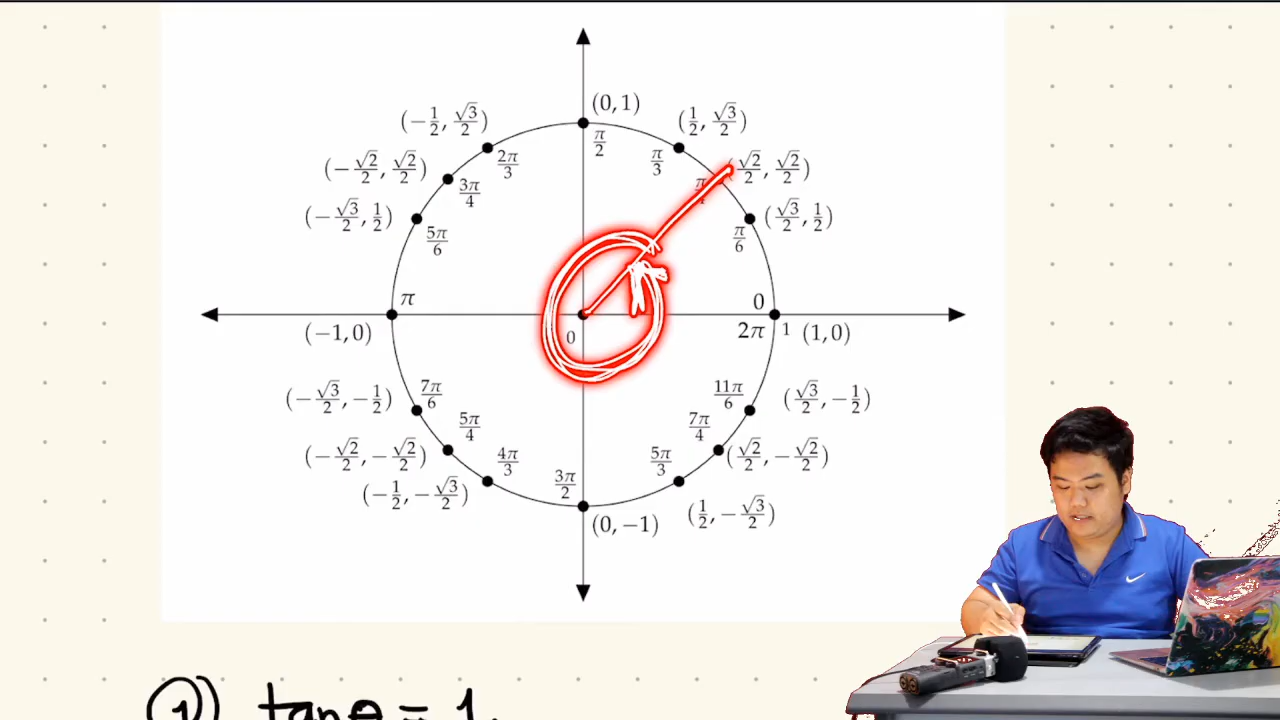 (0, 1)
(-1/2, √3/2)
(1/2, √3/2)
π/2
2π/3
π/3
(-√2/2, √2/2)
√2/2, √2/2)
3π/4
(-√3/2, 1/2)
(√3/2, 1/2)
5π/6
π/6
π
0
(-1, 0)
0
2π
1
(1, 0)
7π/6
11π/6
(-√3/2, -1/2)
(√3/2, -1/2)
5π/4
7π/4
(-√2/2, -√2/2)
(√2/2, -√2/2)
4π/3
5π/3
3π/2
(-1/2, -√3/2)
(1/2, -√3/2)
(0, -1)
1) tanθ = 1.